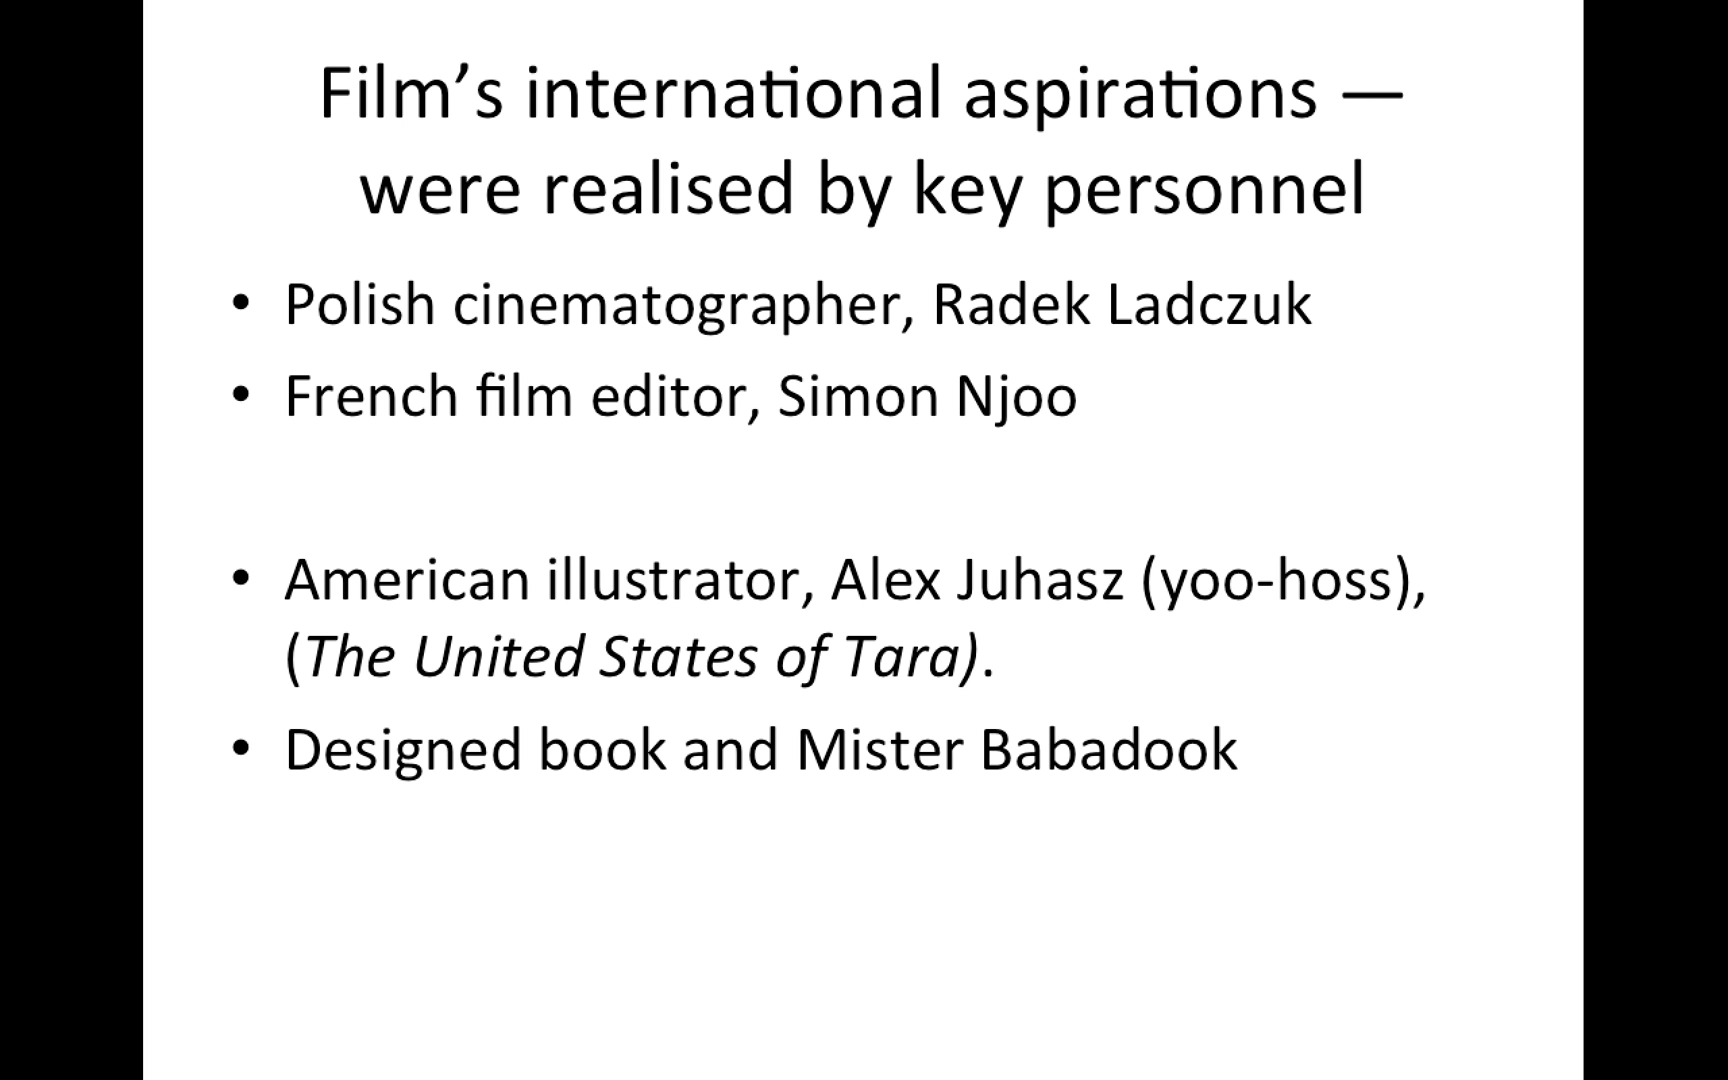 Film’s international aspirations —
were realised by key personnel
• Polish cinematographer, Radek Ladczuk
• French film editor, Simon Njoo
• American illustrator, Alex Juhasz (yoo-hoss),
(The United States of Tara).
• Designed book and Mister Babadook